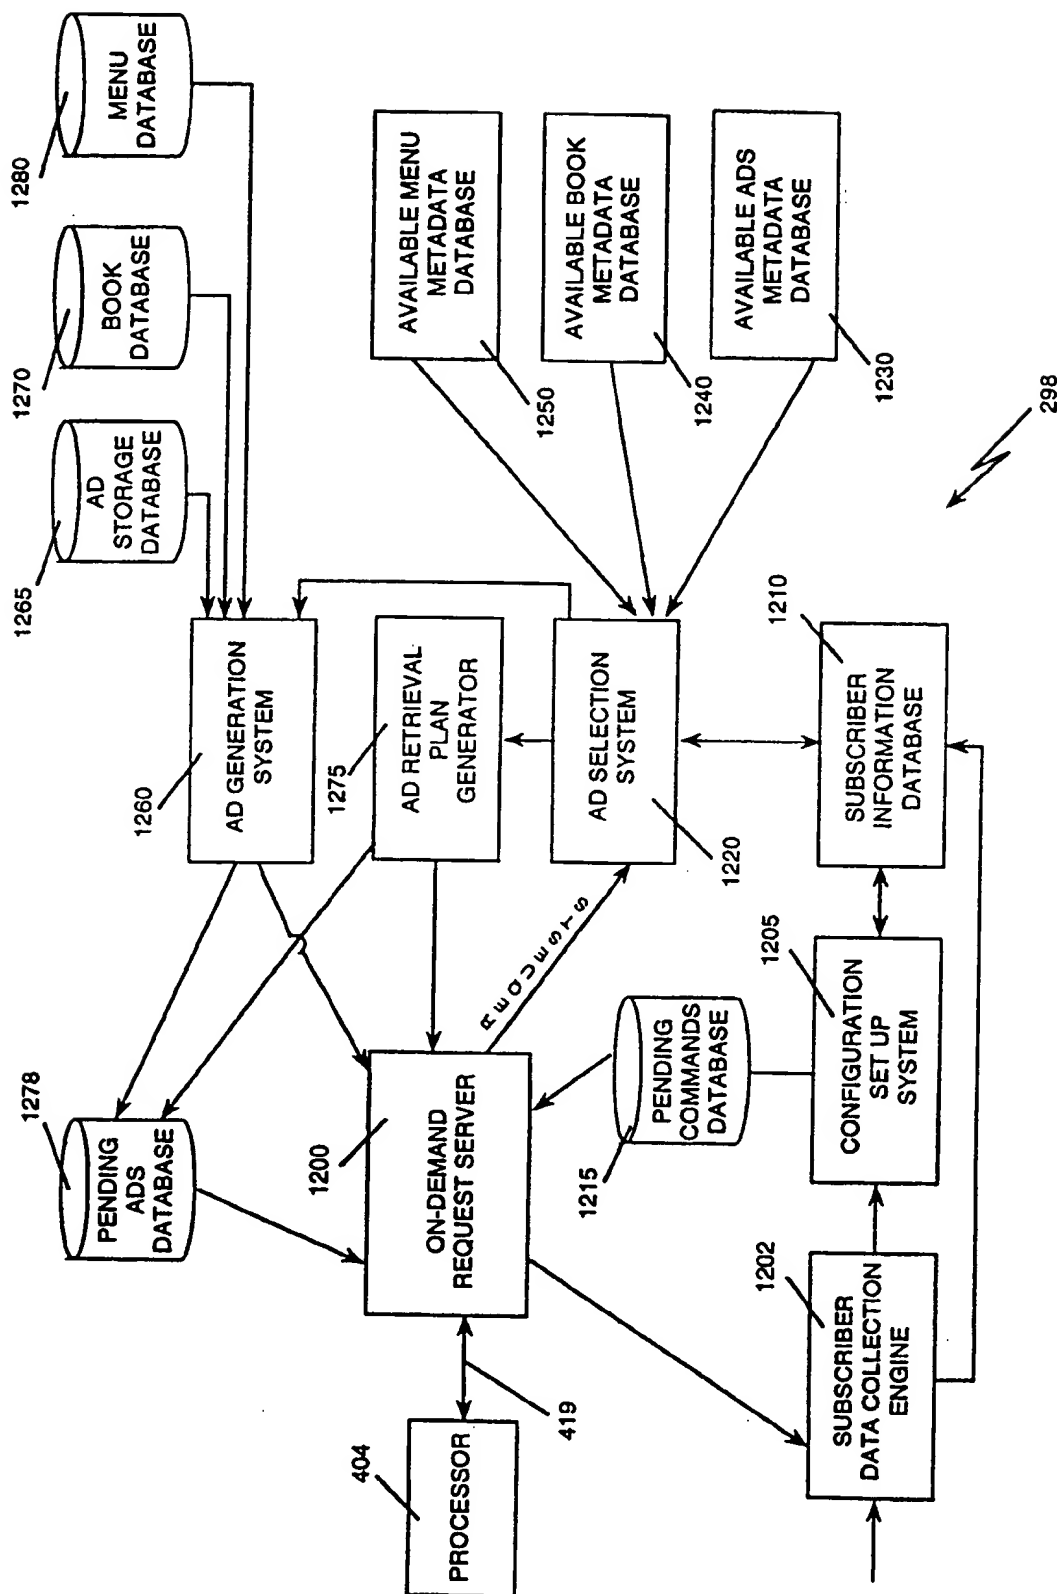 1280
MENU
DATABASE
1270
BOOK
DATABASE
1265
AD
STORAGE
DATABASE
1278
PENDING
ADS
DATABASE
1260
AD GENERATION
SYSTEM
1275
AD RETRIEVAL
PLAN
GENERATOR
AVAILABLE MENU
METADATA
DATABASE
1250
404
PROCESSOR
419
1200
ON-DEMAND
REQUEST SERVER
REQUESTS
AD SELECTION
SYSTEM
1220
AVAILABLE BOOK
METADATA
DATABASE
1240
PENDING
COMMANDS
DATABASE
1215
AVAILABLE ADS
METADATA
DATABASE
1230
1202
SUBSCRIBER
DATA COLLECTION
ENGINE
1205
CONFIGURATION
SET UP
SYSTEM
1210
SUBSCRIBER
INFORMATION
DATABASE
298